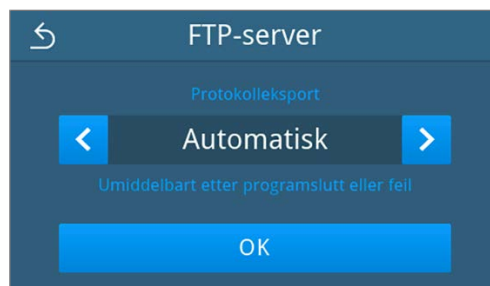 FTP-server
Protokolleksport
Automatisk
Umiddelbart etter programslutt eller feil
OK